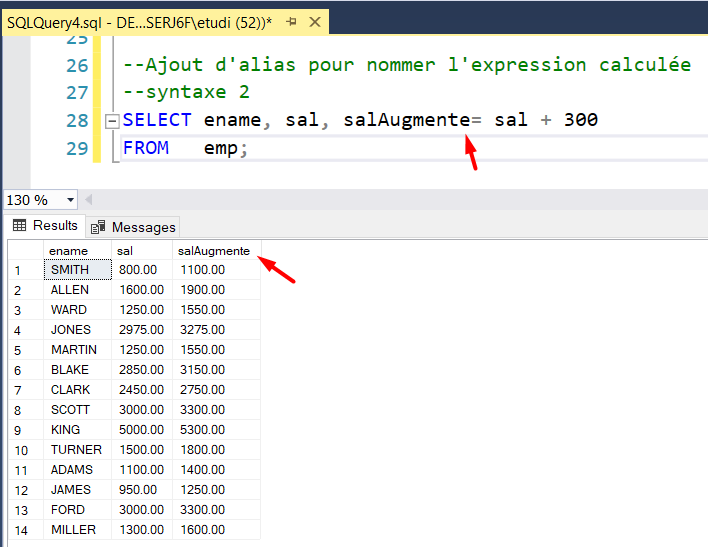 SQLQuery4.sql - DE...SERJ6F\etudi (52))*
25
26 --Ajout d'alias pour nommer l'expression calculée
27 --syntaxe 2
28 SELECT ename, sal, salAugmente= sal + 300
29 FROM emp;
130 %
Results Messages
ename sal salAugmente
1 SMITH 800.00 1100.00
2 ALLEN 1600.00 1900.00
3 WARD 1250.00 1550.00
4 JONES 2975.00 3275.00
5 MARTIN 1250.00 1550.00
6 BLAKE 2850.00 3150.00
7 CLARK 2450.00 2750.00
8 SCOTT 3000.00 3300.00
9 KING 5000.00 5300.00
10 TURNER 1500.00 1800.00
11 ADAMS 1100.00 1400.00
12 JAMES 950.00 1250.00
13 FORD 3000.00 3300.00
14 MILLER 1300.00 1600.00